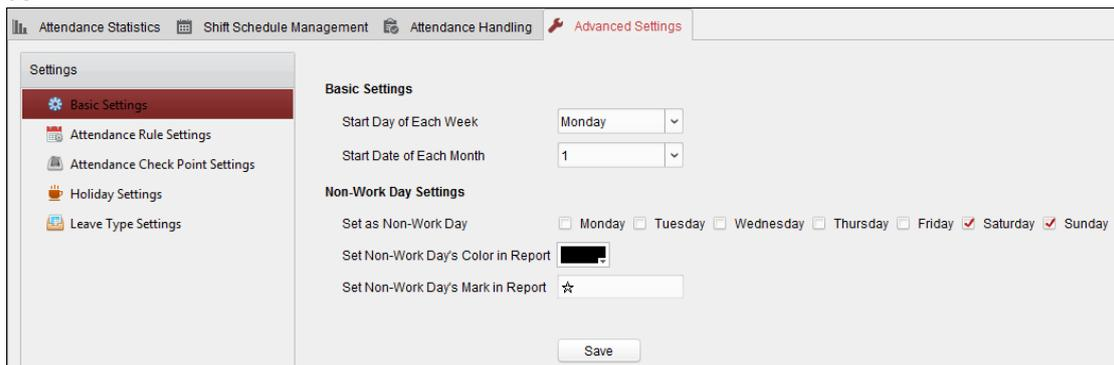 Attendance Statistics Shift Schedule Management Attendance Handling Advanced Settings
Settings
Basic Settings
Attendance Rule Settings
Attendance Check Point Settings
Holiday Settings
Leave Type Settings
Basic Settings
Start Day of Each Week Monday
Start Date of Each Month 1
Non-Work Day Settings
Set as Non-Work Day Monday Tuesday Wednesday Thursday Friday Saturday Sunday
Set Non-Work Day's Color in Report
Set Non-Work Day's Mark in Report ☆
Save